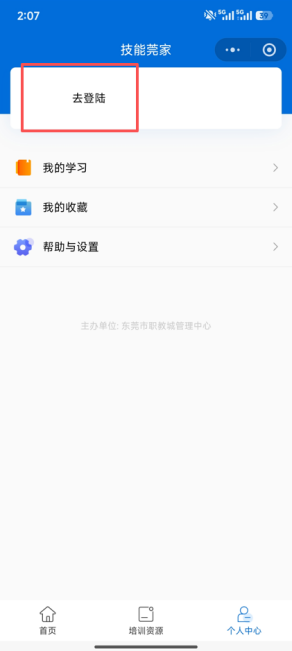 2:07
5G 5G
技能莞家
去登陆
我的学习
我的收藏
帮助与设置
主办单位: 东莞市职教城管理中心
首页
培训资源
个人中心